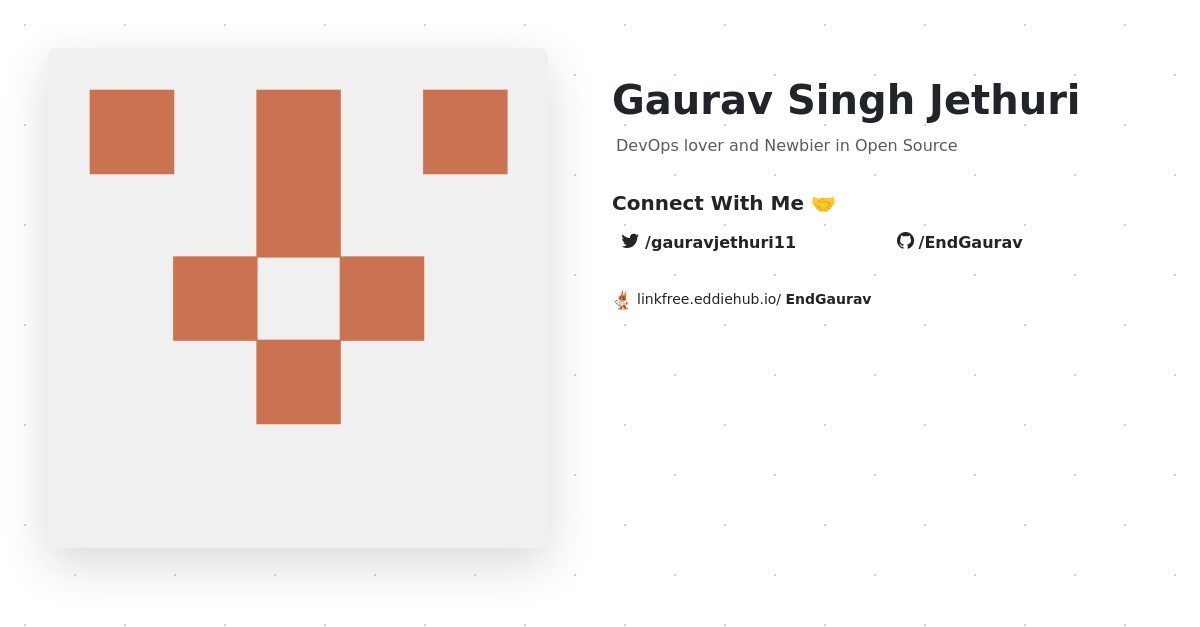 Gaurav Singh Jethuri
DevOps lover and Newbier in Open Source
Connect With Me 🤝
/gauravjethuri11 /EndGaurav
linkfree.eddiehub.io/ EndGaurav